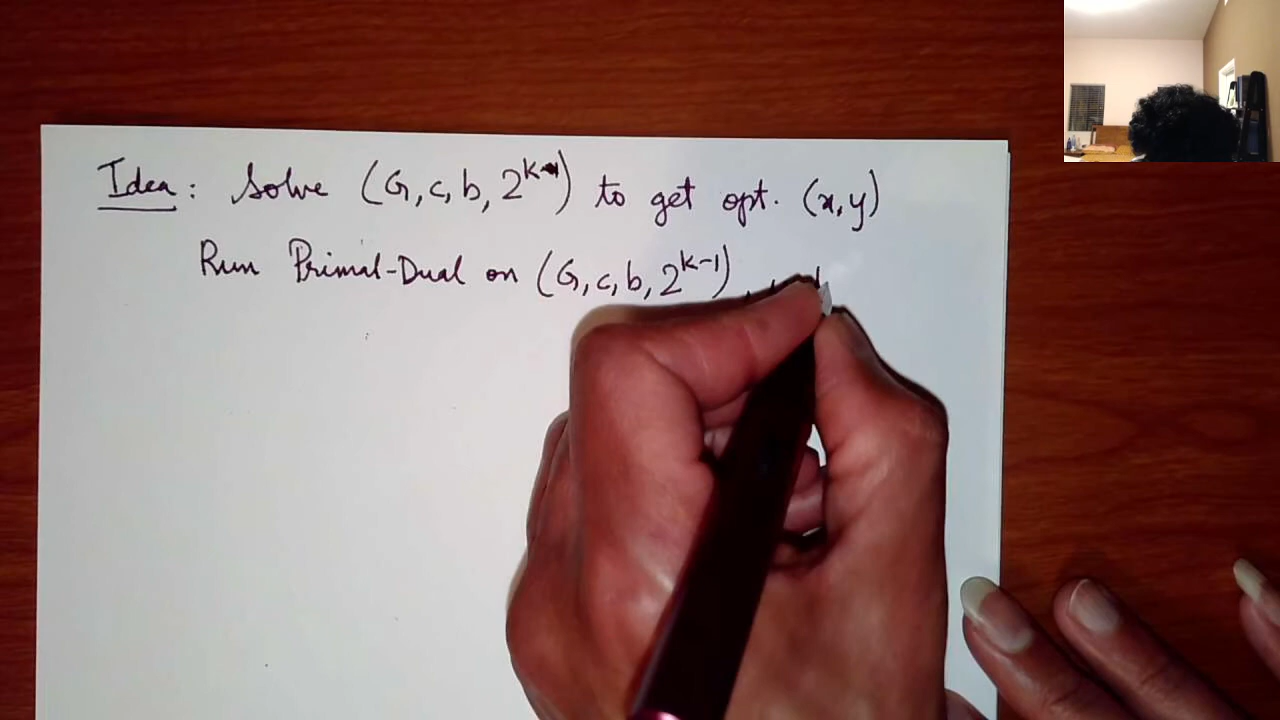 Idea: Solve (G, c, b, 2^k) to get opt. (x, y)
Run Primal-Dual on (G, c, b, 2^{k-1}),